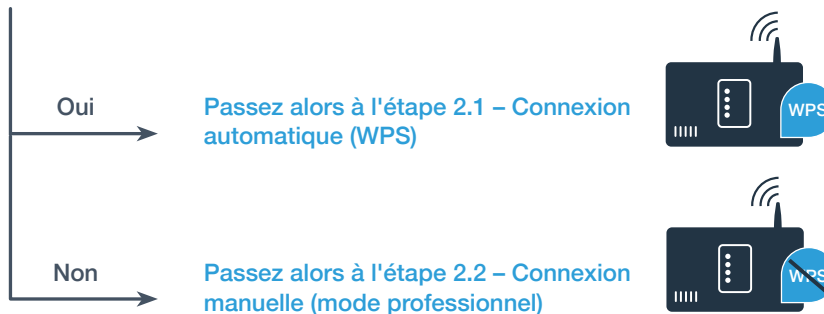 Oui
Passez alors à l'étape 2.1 – Connexion
automatique (WPS)
WPS
Non
Passez alors à l'étape 2.2 – Connexion
manuelle (mode professionnel)
WPS